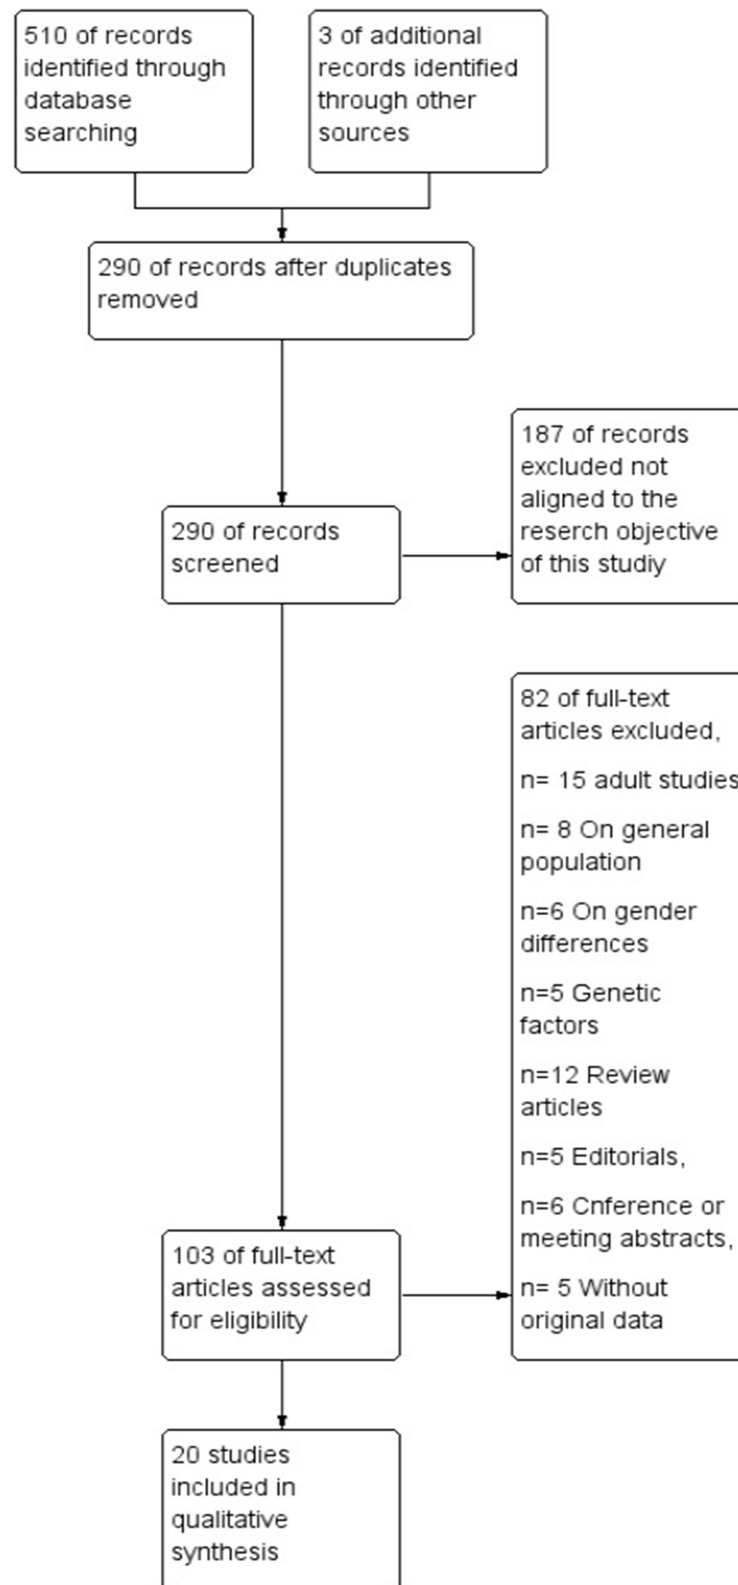 510 of records
identified through
database
searching
3 of additional
records identified
through other
sources
290 of records after duplicates
removed
187 of records
excluded not
aligned to the
reserch objective
of this studiy
290 of records
screened
82 of full-text
articles excluded,
n= 15 adult studies
n= 8 On general
population
n=6 On gender
differences
n=5 Genetic
factors
n=12 Review
articles
n=5 Editorials,
n=6 Cnference or
meeting abstracts,
n= 5 Without
original data
103 of full-text
articles assessed
for eligibility
20 studies
included in
qualitative
synthesis